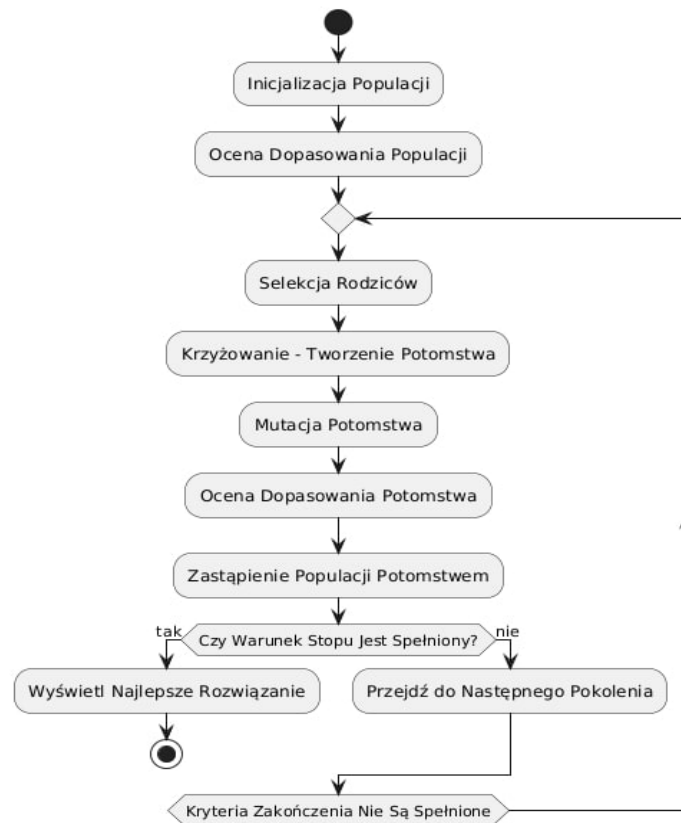 Inicjalizacja Populacji
Ocena Dopasowania Populacji
Selekcja Rodziców
Krzyżowanie - Tworzenie Potomstwa
Mutacja Potomstwa
Ocena Dopasowania Potomstwa
Zastąpienie Populacji Potomstwem
tak
Czy Warunek Stopu Jest Spełniony?
nie
Wyświetl Najlepsze Rozwiązanie
Przejdź do Następnego Pokolenia
Kryteria Zakończenia Nie Są Spełnione